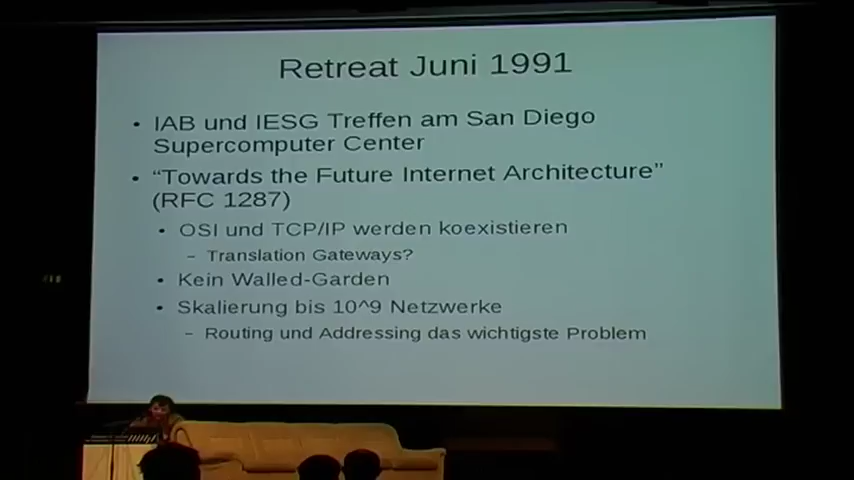 Retreat Juni 1991
• IAB und IESG Treffen am San Diego
Supercomputer Center
• “Towards the Future Internet Architecture”
(RFC 1287)
• OSI und TCP/IP werden koexistieren
– Translation Gateways?
• Kein Walled-Garden
• Skalierung bis 10^9 Netzwerke
– Routing und Addressing das wichtigste Problem